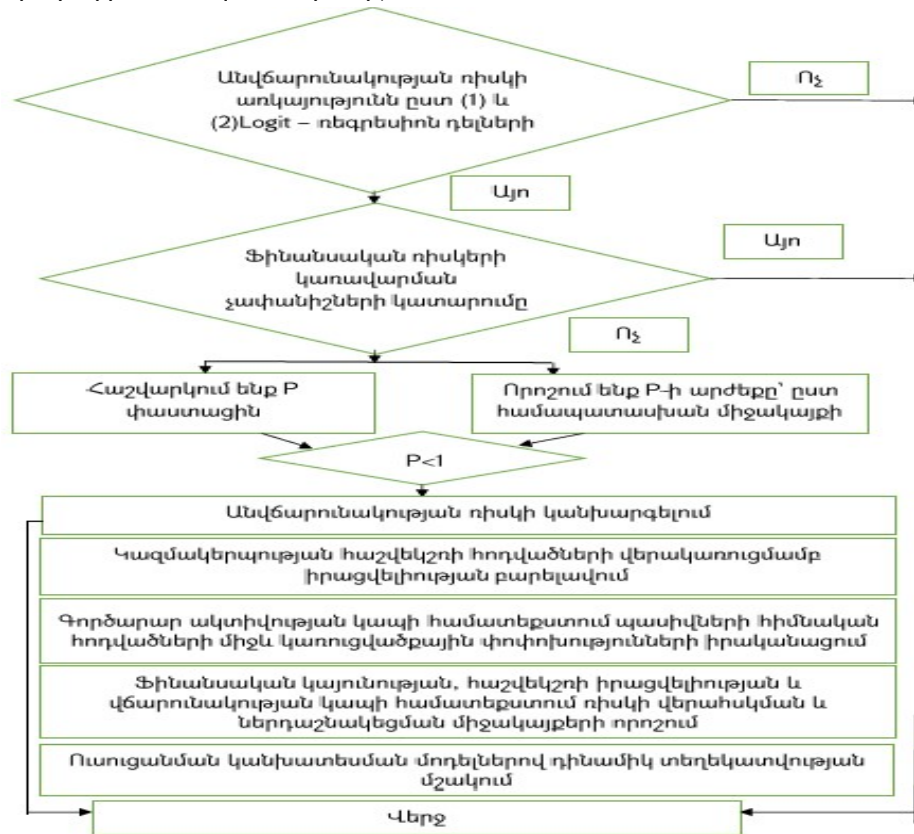 Անվճարունակության ռիսկի
առկայությունն ըստ (1) և
(2)Logit – ռեգրեսիոն դելների
Ոչ
Այո
Ֆինանսական ռիսկերի
կառավարման
չափանիշների կատարումը
Այո
Ոչ
Հաշվարկում ենք P
փաստացին
Որոշում ենք P-ի արժեքը՝ ըստ
համապատասխան միջակայքի
P<1
Անվճարունակության ռիսկի կանխարգելում
Կազմակերպության հաշվեկշռի հոդվածների վերակառուցմամբ
իրացվելիության բարելավում
Գործարար ակտիվության կապի համատեքստում պասիվների հիմնական
հոդվածների միջև կառուցվածքային փոփոխությունների իրականացում
Ֆինանսական կայունության, հաշվեկշռի իրացվելիության և
վճարունակության կապի համատեքստում ռիսկի վերահսկման և
ներդաշնակեցման միջակայքերի որոշում
Ուսուցանման կանխատեսման մոդելներով դինամիկ տեղեկատվության
մշակում
Վերջ